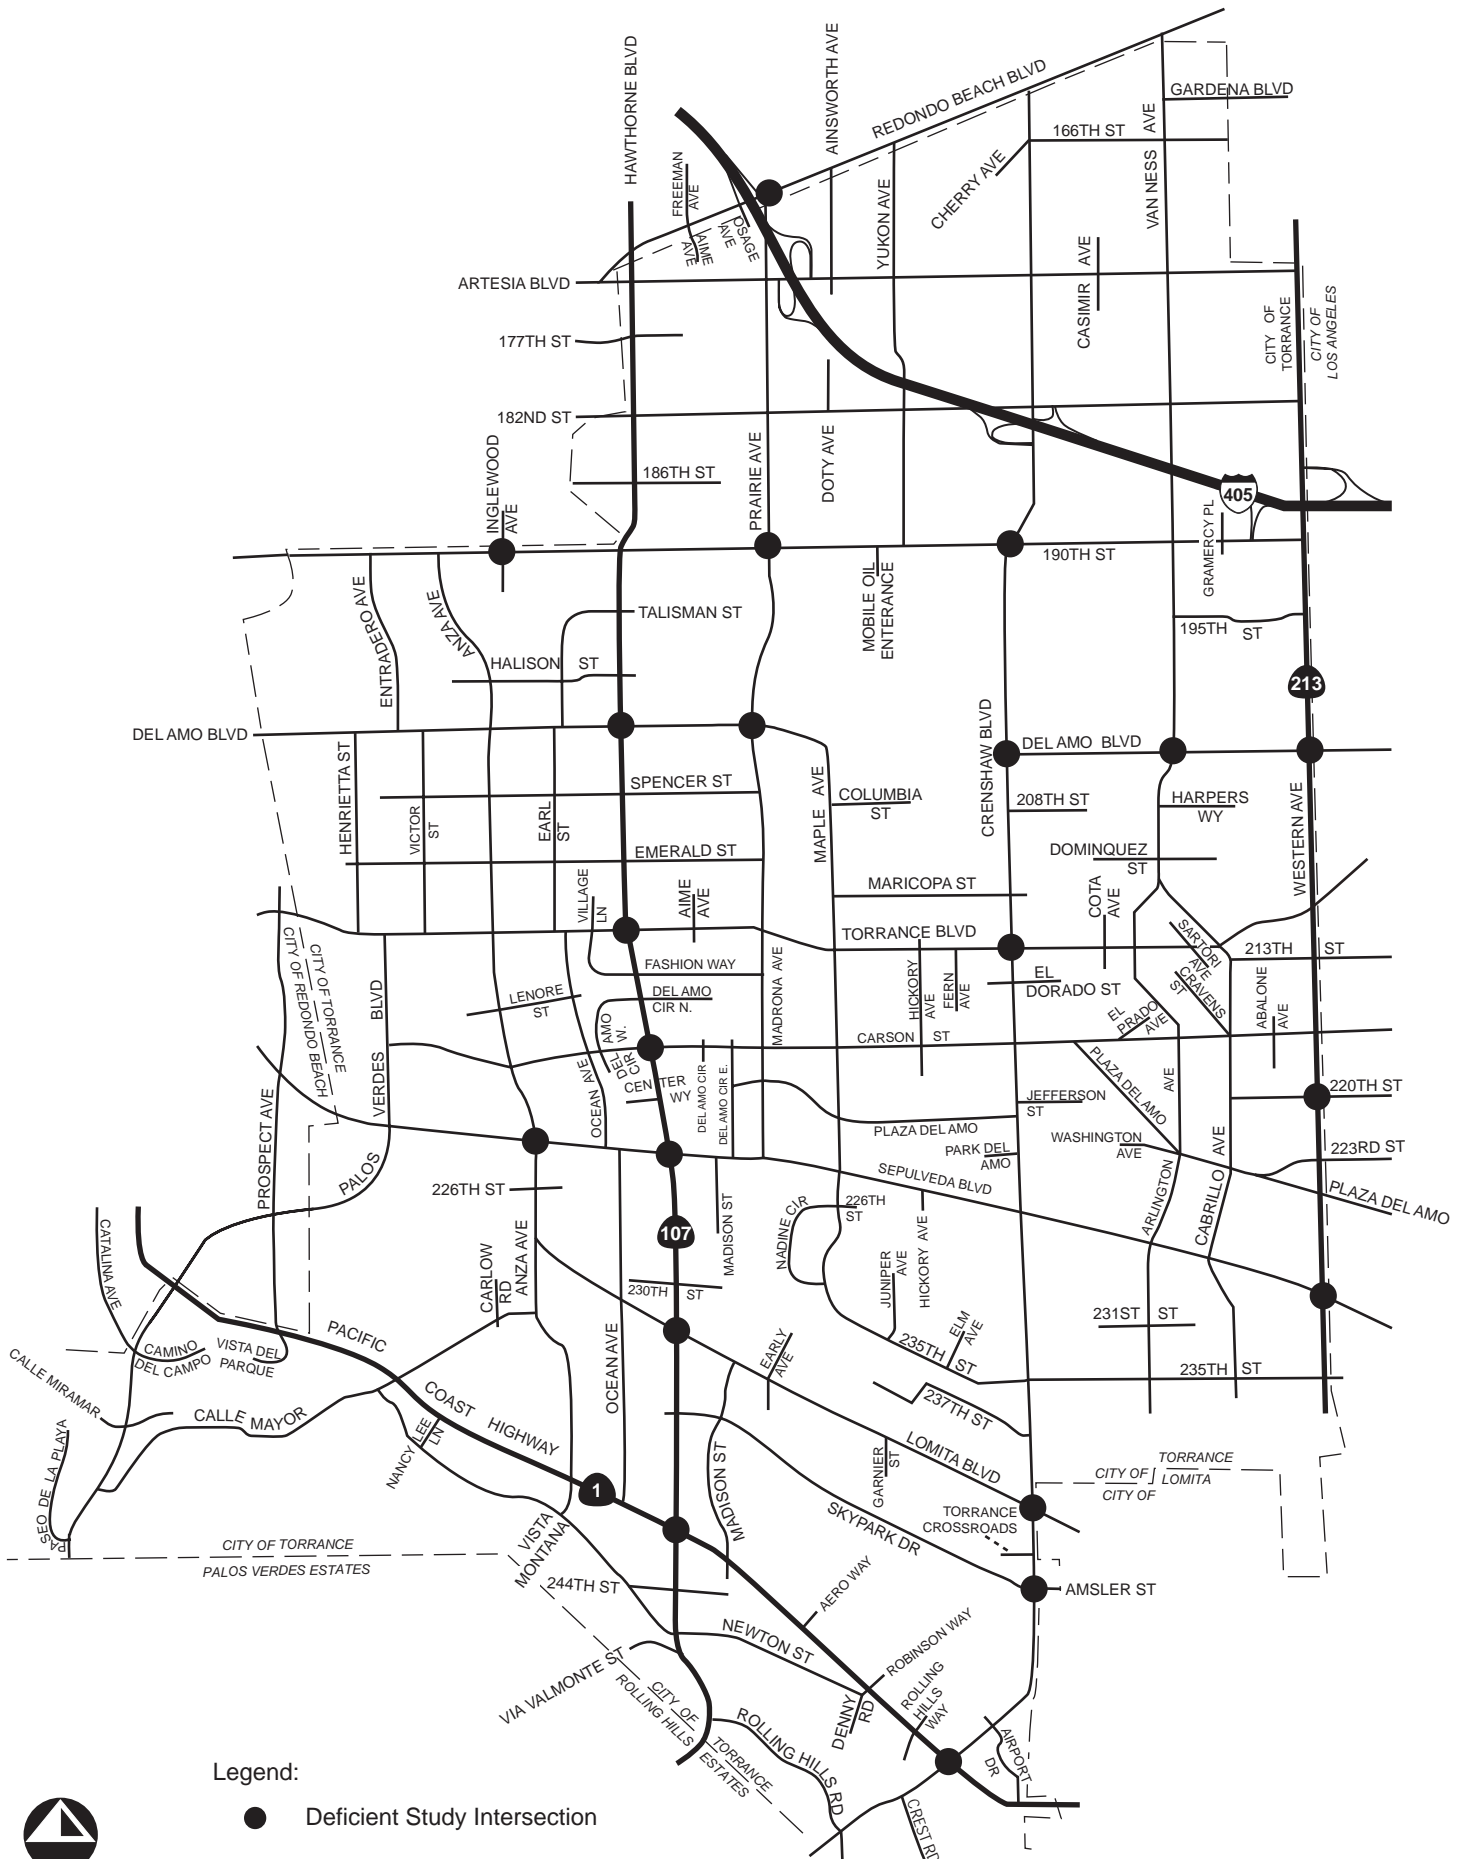 HAWTHORNE BLVD
AINSWORTH AVE
REDONDO BEACH BLVD
GARDENA BLVD
166TH ST
VAN NESS AVE
CHERRY AVE
FREEMAN
AVE
AIME
AVE
OSAGE
AVE
YUKON AVE
CASIMIR AVE
ARTESIA BLVD
177TH ST
182ND ST
CITY OF
TORRANCE
CITY OF
LOS ANGELES
INGLEWOOD
AVE
186TH ST
PRAIRIE AVE
DOTY AVE
405
GRAMERCY PL
190TH ST
MOBILE OIL
ENTERANCE
ENTRADERO AVE
ANZA AVE
TALISMAN ST
HALISON ST
195TH ST
213
DEL AMO BLVD
DEL AMO BLVD
CRENSHAW BLVD
HENRIETTA ST
VICTOR
ST
EARL
ST
SPENCER ST
MAPLE AVE
COLUMBIA
ST
208TH ST
HARPERS
WY
WESTERN AVE
EMERALD ST
DOMINQUEZ
ST
VILLAGE
LN
AIME
AVE
MARICOPA ST
COTA
AVE
TORRANCE BLVD
SARTORI
AVE
CRAVENS
ST
213TH ST
CITY OF TORRANCE
CITY OF REDONDO BEACH
FASHION WAY
MADRONA AVE
HICKORY
AVE
FERN
AVE
EL
DORADO ST
ABALONE
AVE
LENORE
ST
DEL AMO
CIR N.
DEL AMO
CIR W.
EL
PRADO
AVE
CARSON ST
PALOS VERDES BLVD
PROSPECT AVE
OCEAN AVE
CENTER
WY
DEL AMO CIR
DEL AMO CIR E.
PLAZA DEL AMO
JEFFERSON
ST
220TH ST
PLAZA DEL AMO
WASHINGTON
AVE
PARK DEL
AMO
223RD ST
SEPULVEDA BLVD
ARLINGTON AVE
CABRILLO AVE
PLAZA DEL AMO
226TH ST
226TH
ST
NADINE CIR
107
MADISON ST
CATALINA AVE
CARLOW
RD
ANZA AVE
230TH ST
JUNIPER
AVE
HICKORY AVE
ELM
AVE
231ST ST
235TH ST
235TH ST
EARLY
AVE
CAMINO
DEL CAMPO
VISTA DEL
PARQUE
PACIFIC COAST HIGHWAY
OCEAN AVE
CALLE MIRAMAR
CALLE MAYOR
237TH ST
LOMITA BLVD
NANCY LEE
LN
PASEO DE LA PLAYA
GARNIER
ST
CITY OF TORRANCE
CITY OF LOMITA
1
MADISON ST
SKYPARK DR
TORRANCE
CROSSROADS
CITY OF TORRANCE
PALOS VERDES ESTATES
VISTA
MONTANA
244TH ST
AERO WAY
AMSLER ST
NEWTON ST
ROBINSON WAY
ROLLING
HILLS
WAY
VIA VALMONTE ST
CITY OF TORRANCE
ROLLING HILLS ESTATES
DENNY
RD
ROLLING HILLS RD
AIRPORT
DR
CREST RD
Legend:
Deficient Study Intersection